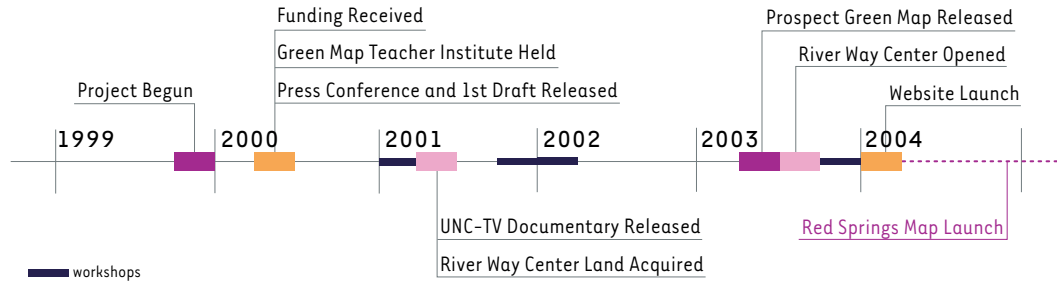 Funding Received
Prospect Green Map Released
Green Map Teacher Institute Held
River Way Center Opened
Project Begun
Press Conference and 1st Draft Released
Website Launch
1999
2000
2001
2002
2003
2004
UNC-TV Documentary Released
Red Springs Map Launch
River Way Center Land Acquired
workshops